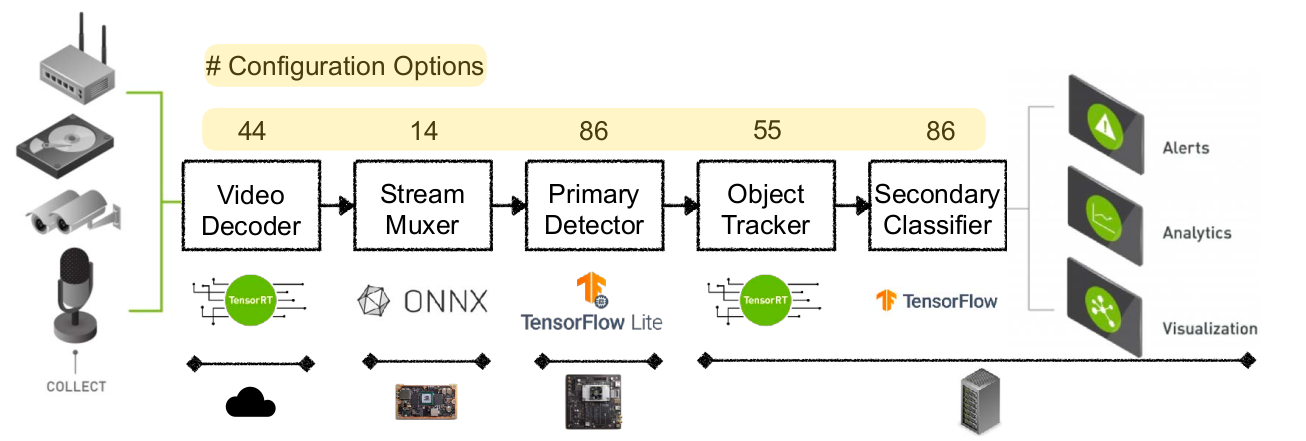 # Configuration Options
44 14 86 55 86
Video
Decoder
Stream
Muxer
Primary
Detector
Object
Tracker
Secondary
Classifier
TensorRT
ONNX
TensorFlow Lite
TensorRT
TensorFlow
COLLECT
Alerts
Analytics
Visualization